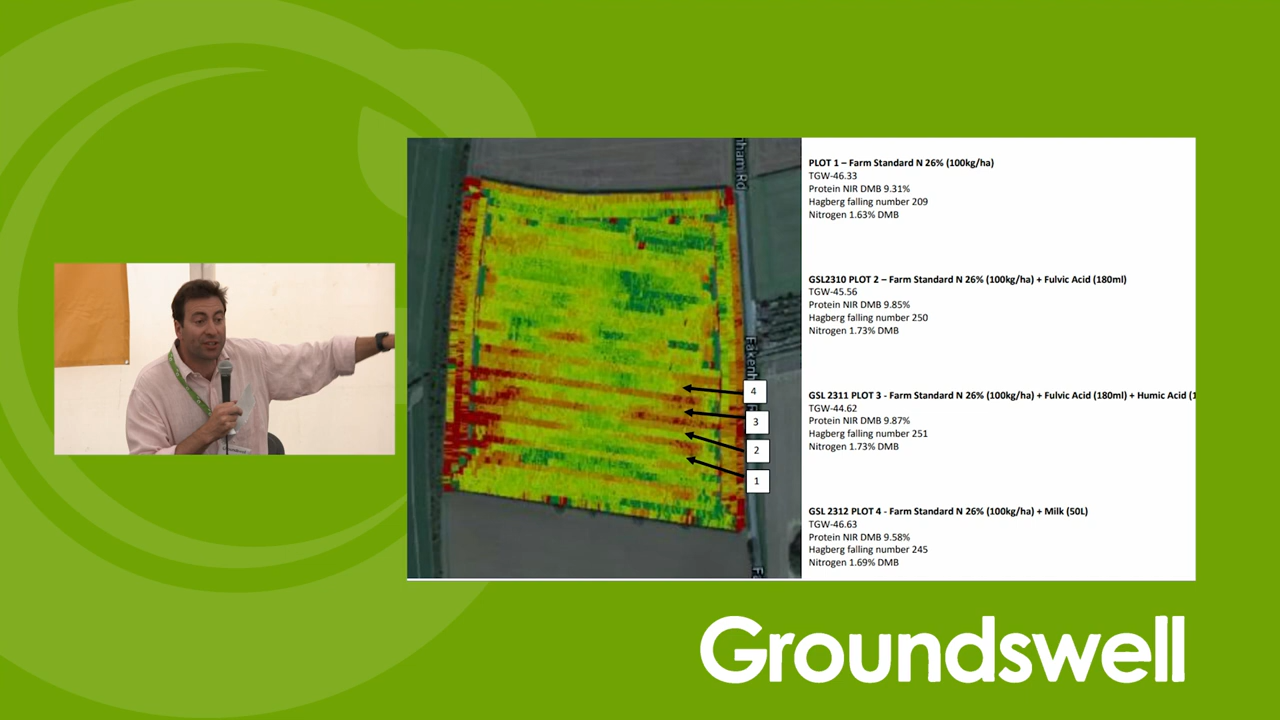 PLOT 1 – Farm Standard N 26% (100kg/ha)
TGW-46.33
Protein NIR DMB 9.31%
Hagberg falling number 209
Nitrogen 1.63% DMB
GSL2310 PLOT 2 – Farm Standard N 26% (100kg/ha) + Fulvic Acid (180ml)
TGW-45.56
Protein NIR DMB 9.85%
Hagberg falling number 250
Nitrogen 1.73% DMB
GSL 2311 PLOT 3 - Farm Standard N 26% (100kg/ha) + Fulvic Acid (180ml) + Humic Acid (1
TGW-44.62
Protein NIR DMB 9.87%
Hagberg falling number 251
Nitrogen 1.73% DMB
GSL 2312 PLOT 4 - Farm Standard N 26% (100kg/ha) + Milk (50L)
TGW-46.63
Protein NIR DMB 9.58%
Hagberg falling number 245
Nitrogen 1.69% DMB
nham Rd
Fakenh
4
3
2
1
Groundswell